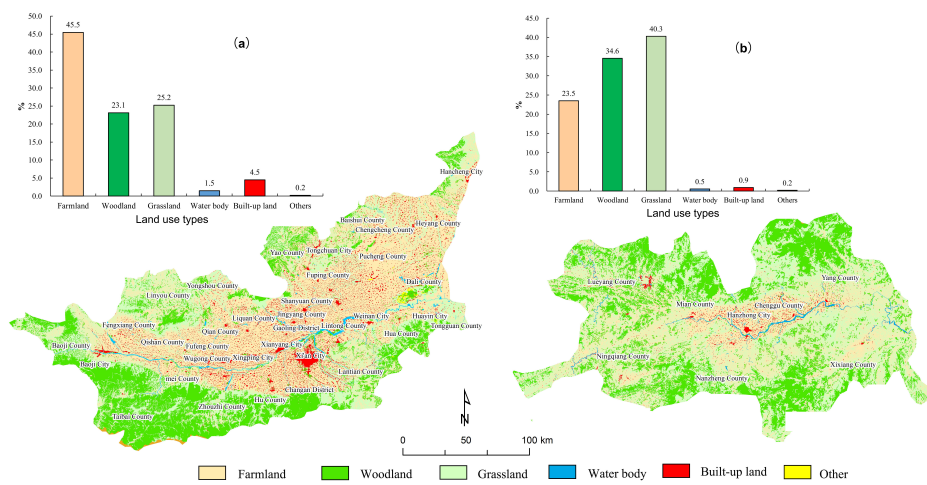 50.0
45.0
40.0
35.0
30.0
25.0
20.0
15.0
10.0
5.0
0.0
%
45.5
23.1
25.2
1.5
4.5
0.2
(a)
Farmland Woodland Grassland Water body Built-up land Others
Land use types
45.0
40.0
35.0
30.0
25.0
20.0
15.0
10.0
5.0
0.0
%
23.5
34.6
40.3
0.5
0.9
0.2
(b)
Farmland Woodland Grassland Water body Built-up land Others
Land use types
Hancheng City
Baishui County
Heyang County
Chengcheng County
Tongchuan City
Yao County
Pucheng County
Fuping County
Dali County
Yongshou County
Linyou County
Shanyuan County
Jingyang County
Weinan City
Huayin City
Liquan County
Gaoling District
Lintong County
Tongguan County
Fengxiang County
Qian County
Hua County
Baoji County
Qishan County
Fufeng County
Xianyang City
Wugong County
Xingping City
Xi'an City
Baoji City
Lantian County
mei County
Changan District
Hu County
Zhouzhi County
Taibai County
Lueyang County
Yang County
Mian County
Chenggu County
Hanzhong City
Ningqiang County
Nanzheng County
Xixiang County
N
0 50 100 km
Farmland Woodland Grassland Water body Built-up land Other